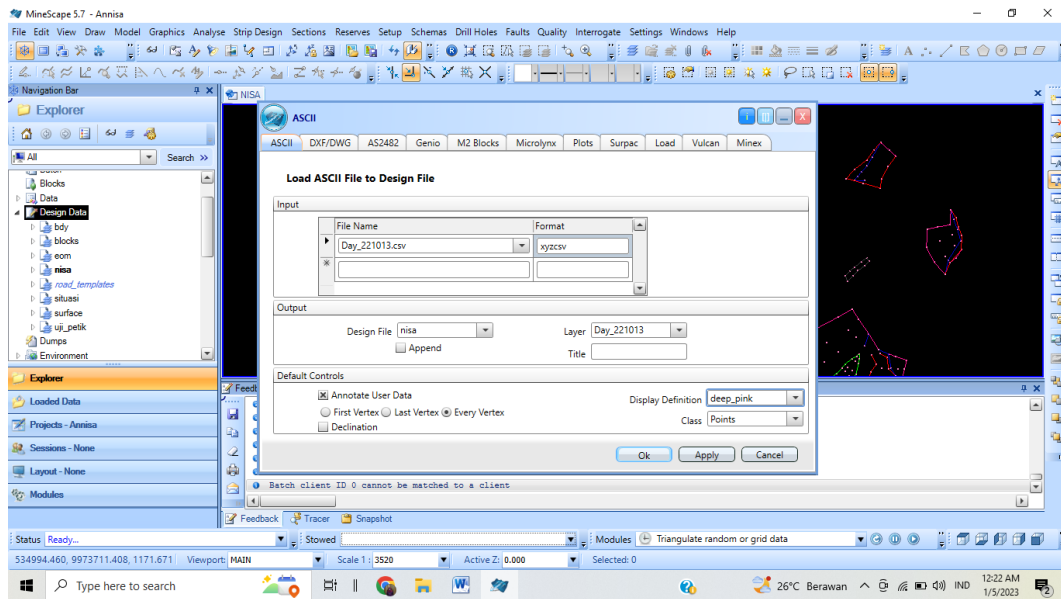 MineScape 5.7 - Annisa
File Edit View Draw Model Graphics Analyse Strip Design Sections Reserves Setup Schemas Drill Holes Faults Quality Interrogate Settings Windows Help
Navigation Bar
NISA
Explorer
All
Search >>
Blocks
Data
Design Data
bdy
blocks
eom
nisa
road_templates
situasi
surface
uji_petik
Dumps
Environment
Explorer
Loaded Data
Projects - Annisa
Sessions - None
Layout - None
Modules
ASCII
ASCII DXF/DWG AS2482 Genio M2 Blocks Microlynx Plots Surpac Load Vulcan Minex
Load ASCII File to Design File
Input
File Name Format
Day_221013.csv xyzcsv
Output
Design File nisa Layer Day_221013
Append Title
Default Controls
Annotate User Data Display Definition deep_pink
First Vertex Last Vertex Every Vertex Class Points
Declination
Ok Apply Cancel
Feedb
Batch client ID 0 cannot be matched to a client
Feedback Tracer Snapshot
Status Ready... Stowed Modules Triangulate random or grid data
534994.460, 9973711.408, 1171.671 Viewport: MAIN Scale 1 : 3520 Active Z: 0.000 Selected: 0
Type here to search
26°C Berawan IND 12:22 AM
1/5/2023
2